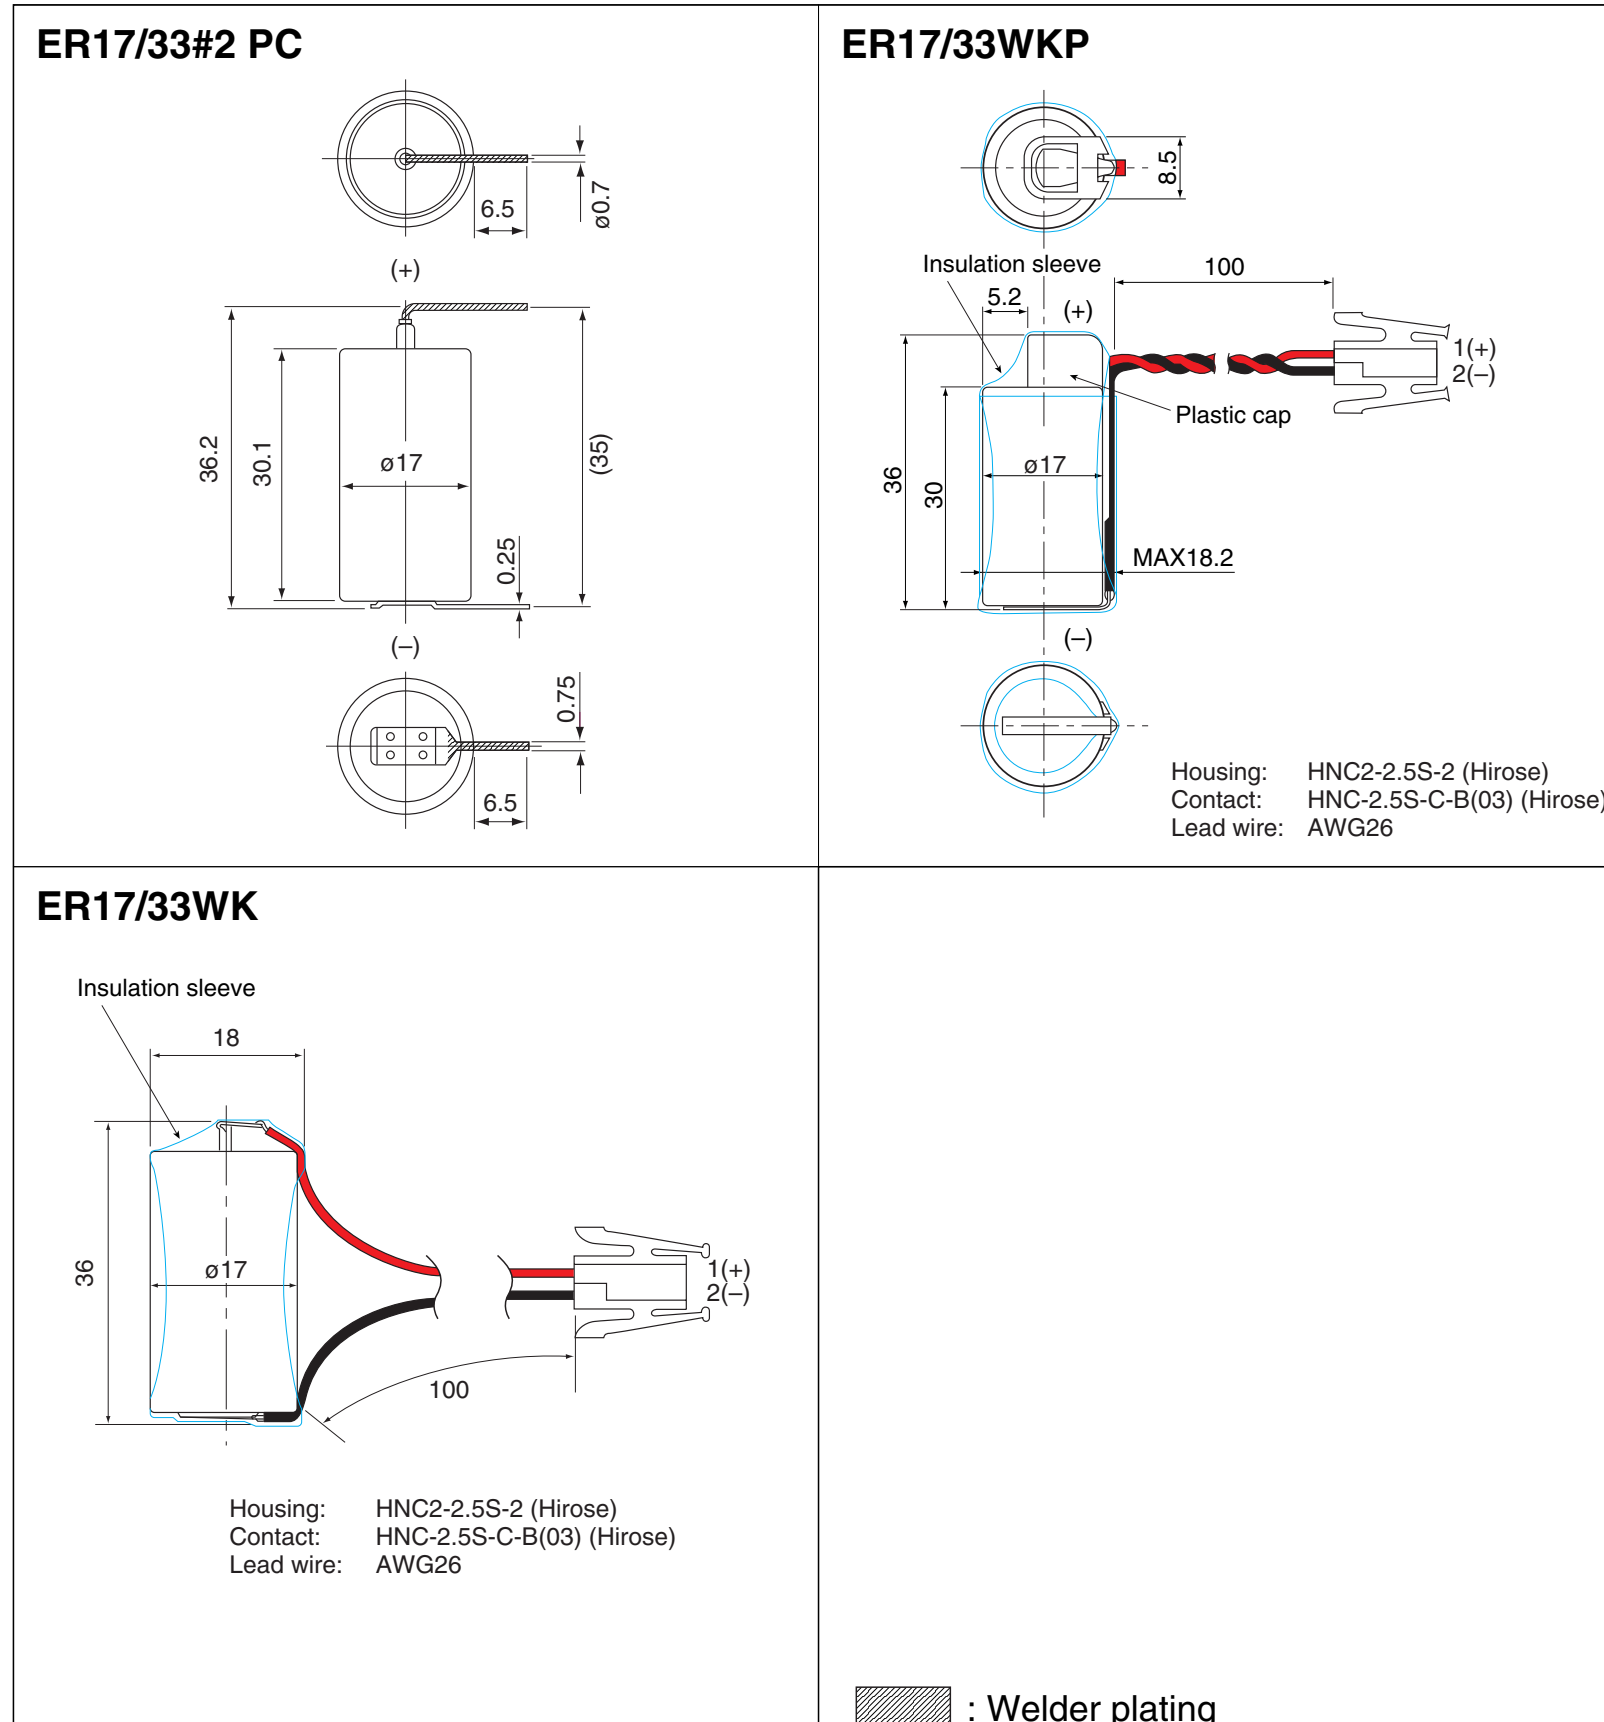 ER17/33#2 PC
6.5
ø0.7
(+)
36.2
30.1
ø17
(35)
0.25
(–)
0.75
6.5
ER17/33WKP
8.5
Insulation sleeve
100
5.2
(+)
1(+)
2(–)
Plastic cap
36
30
ø17
MAX18.2
(–)
Housing: HNC2-2.5S-2 (Hirose)
Contact: HNC-2.5S-C-B(03) (Hirose)
Lead wire: AWG26
ER17/33WK
Insulation sleeve
18
36
ø17
1(+)
2(–)
100
Housing: HNC2-2.5S-2 (Hirose)
Contact: HNC-2.5S-C-B(03) (Hirose)
Lead wire: AWG26
: Welder plating